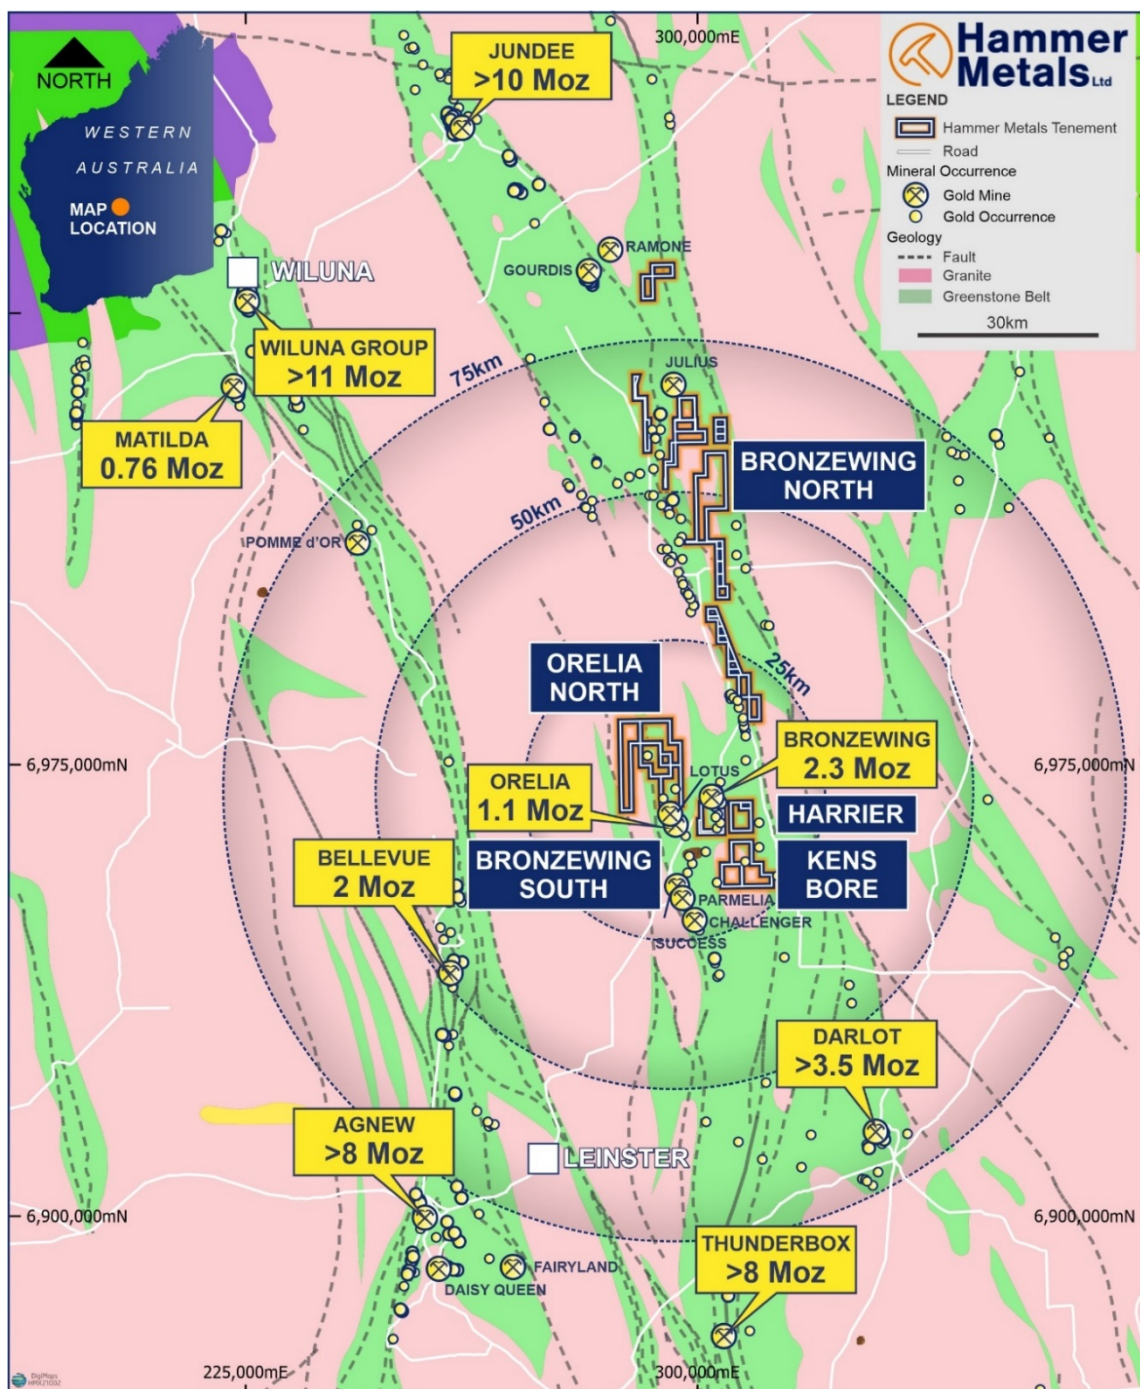 300,000mE
Hammer
Metals Ltd
NORTH
WESTERN
AUSTRALIA
MAP
LOCATION
LEGEND
Hammer Metals Tenement
Road
Mineral Occurrence
Gold Mine
Gold Occurrence
Geology
Fault
Granite
Greenstone Belt
30km
JUNDEE
>10 Moz
RAMONE
GOURDIS
WILUNA
WILUNA GROUP
>11 Moz
75km
JULIUS
MATILDA
0.76 Moz
BRONZEWING
NORTH
50km
POMME d'OR
ORELIA
NORTH
25km
6,975,000mN
BRONZEWING
2.3 Moz
6,975,000mN
LOTUS
ORELIA
1.1 Moz
HARRIER
BELLEVUE
2 Moz
BRONZEWING
SOUTH
KENS
BORE
PARMELIA
CHALLENGER
SUCCESS
DARLOT
>3.5 Moz
AGNEW
>8 Moz
LEINSTER
6,900,000mN
6,900,000mN
THUNDERBOX
>8 Moz
FAIRYLAND
DAISY QUEEN
225,000mE
300,000mE
DigiMaps
HMX21002